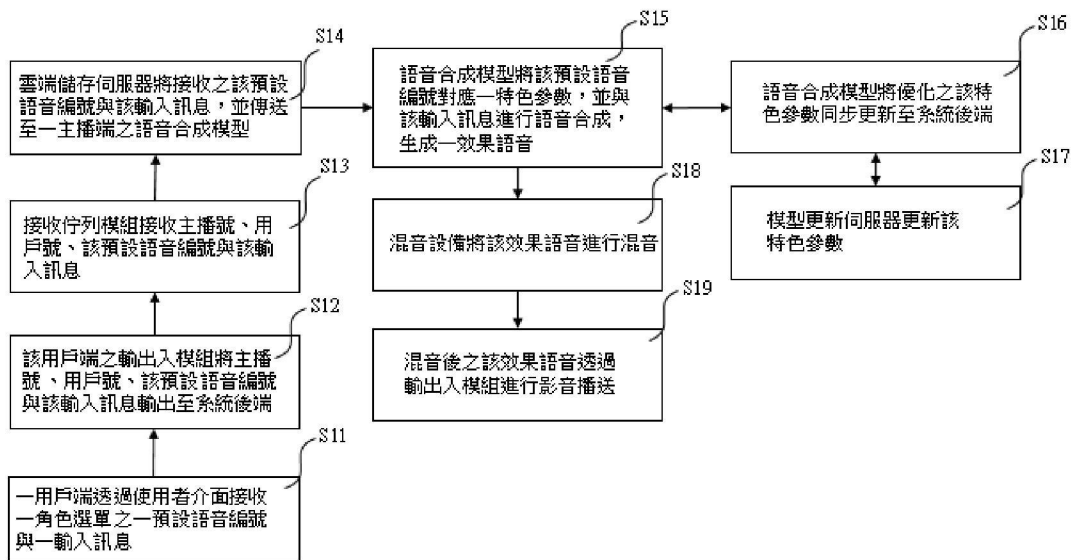 S11
一用戶端透過使用者介面接收
一角色選單之一預設語音編號
與一輸入訊息
S12
該用戶端之輸出入模組將主播
號、用戶號、該預設語音編號
與該輸入訊息輸出至系統後端
S13
接收佇列模組接收主播號、用
戶號、該預設語音編號與該輸
入訊息
S14
雲端儲存伺服器將接收之該預設
語音編號與該輸入訊息，並傳送
至一主播端之語音合成模型
S15
語音合成模型將該預設語音
編號對應一特色參數，並與
該輸入訊息進行語音合成，
生成一效果語音
S16
語音合成模型將優化之該特
色參數同步更新至系統後端
S17
模型更新伺服器更新該
特色參數
S18
混音設備將該效果語音進行混音
S19
混音後之該效果語音透過
輸出入模組進行影音播送